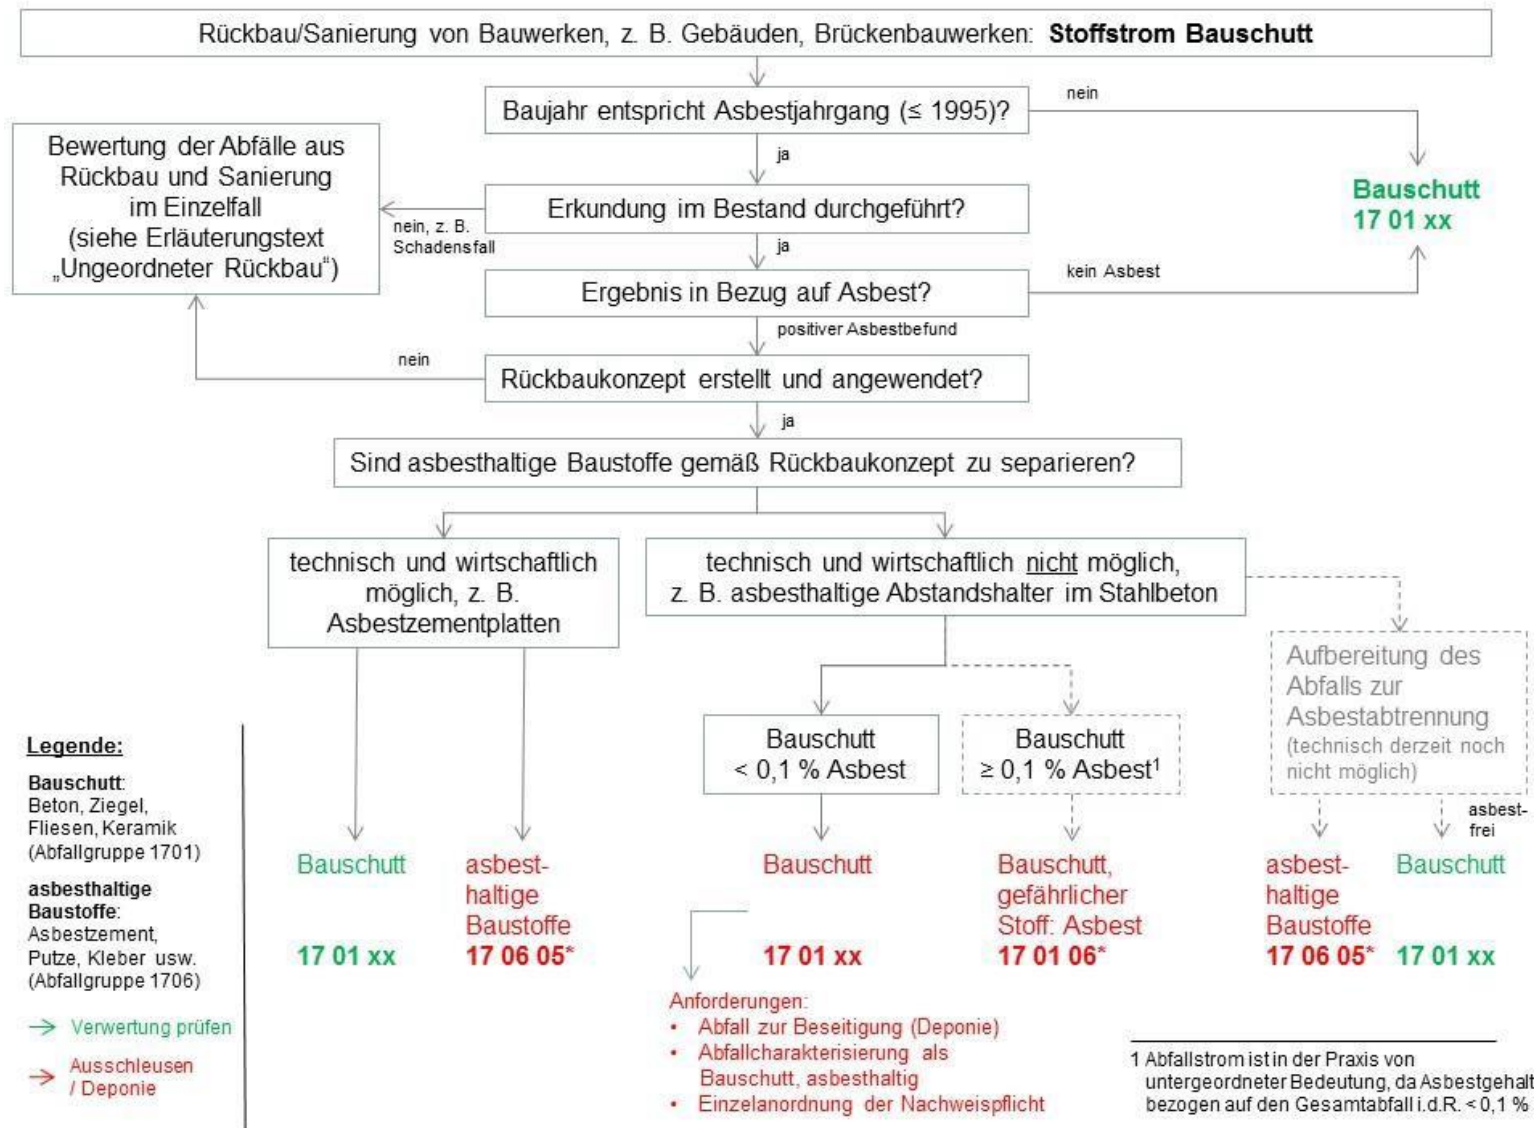 Rückbau/Sanierung von Bauwerken, z. B. Gebäuden, Brückenbauwerken: Stoffstrom Bauschutt
Baujahr entspricht Asbestjahrgang (≤ 1995)?
nein
ja
Bewertung der Abfälle aus
Rückbau und Sanierung
im Einzelfall
(siehe Erläuterungstext
„Ungeordneter Rückbau“)
Erkundung im Bestand durchgeführt?
nein, z. B.
Schadensfall
ja
Bauschutt
17 01 xx
Ergebnis in Bezug auf Asbest?
kein Asbest
positiver Asbestbefund
Rückbaukonzept erstellt und angewendet?
nein
ja
Sind asbesthaltige Baustoffe gemäß Rückbaukonzept zu separieren?
technisch und wirtschaftlich
möglich, z. B.
Asbestzementplatten
technisch und wirtschaftlich nicht möglich,
z. B. asbesthaltige Abstandshalter im Stahlbeton
Aufbereitung des
Abfalls zur
Asbestabtrennung
(technisch derzeit noch
nicht möglich)
Bauschutt
< 0,1 % Asbest
Bauschutt
≥ 0,1 % Asbest¹
asbest-
frei
Bauschutt
17 01 xx
asbest-
haltige
Baustoffe
17 06 05*
Bauschutt
17 01 xx
Bauschutt,
gefährlicher
Stoff: Asbest
17 01 06*
asbest-
haltige
Baustoffe
17 06 05*
Bauschutt
17 01 xx
Anforderungen:
• Abfall zur Beseitigung (Deponie)
• Abfallcharakterisierung als
Bauschutt, asbesthaltig
• Einzelanordnung der Nachweispflicht
Legende:
Bauschutt:
Beton, Ziegel,
Fliesen, Keramik
(Abfallgruppe 1701)
asbesthaltige
Baustoffe:
Asbestzement,
Putze, Kleber usw.
(Abfallgruppe 1706)
Verwertung prüfen
Ausschleusen
/ Deponie
1 Abfallstrom ist in der Praxis von
untergeordneter Bedeutung, da Asbestgehalt
bezogen auf den Gesamtabfall i.d.R. < 0,1 %